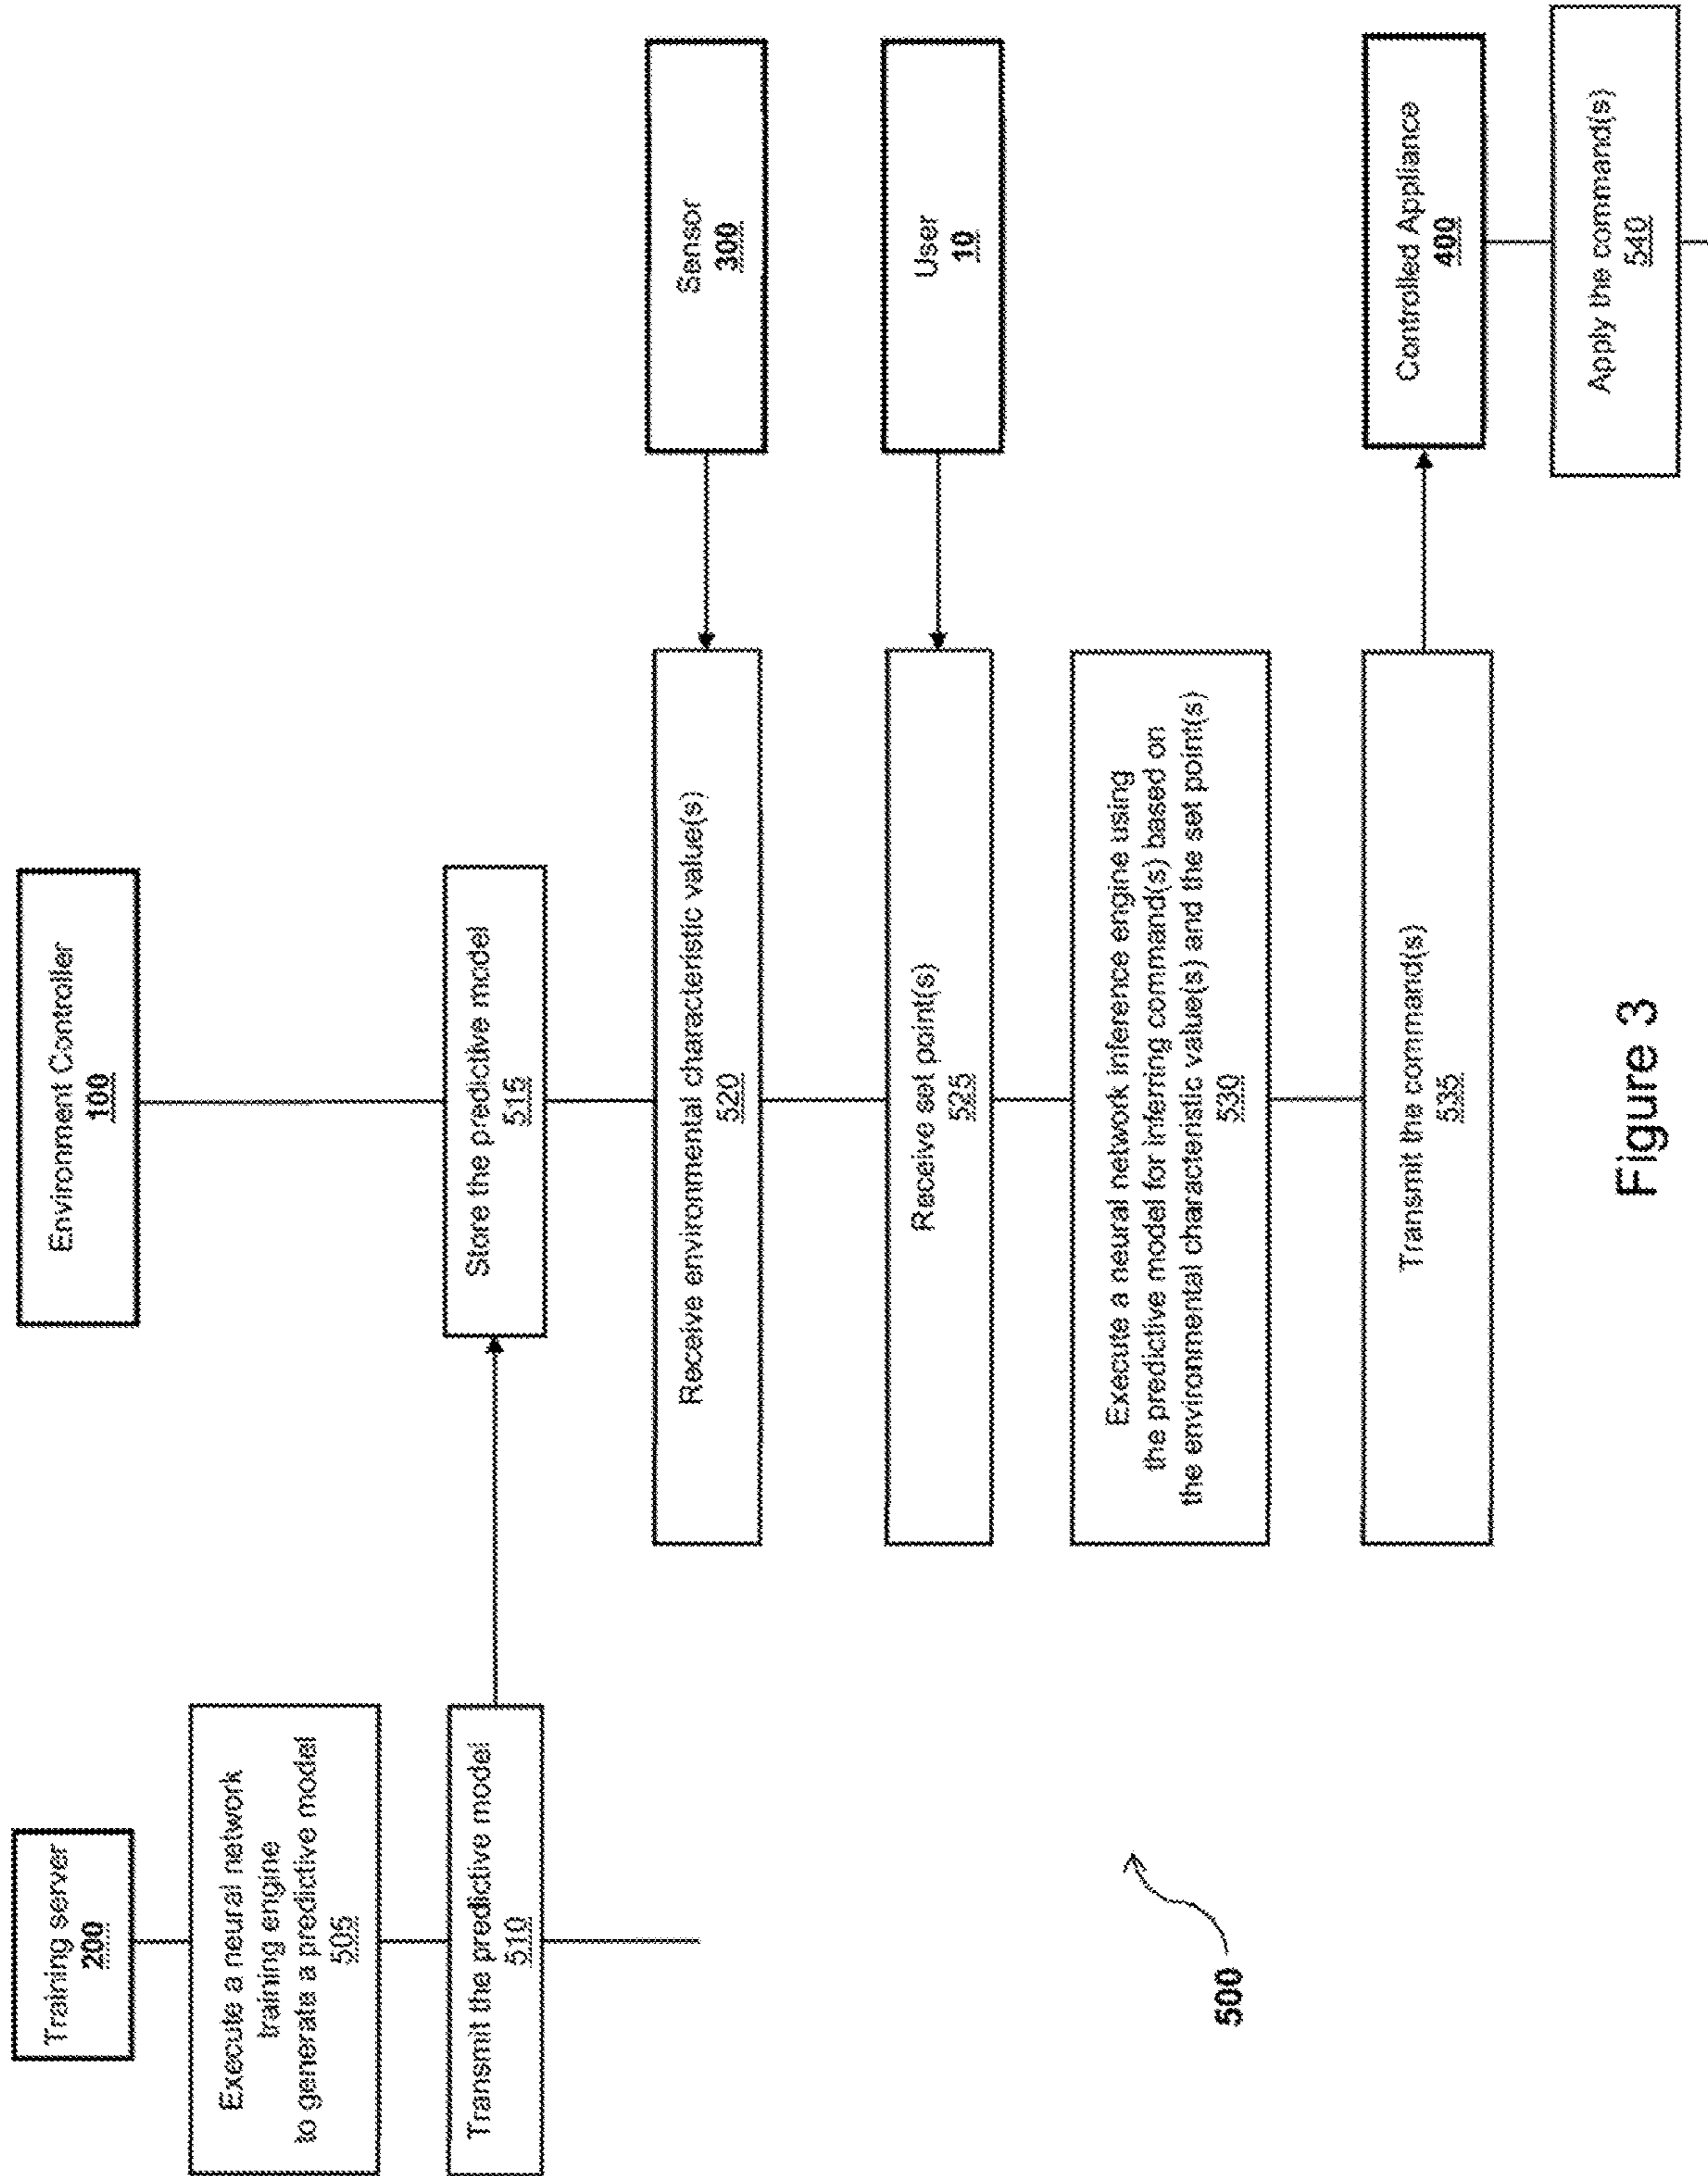 Training server
200
Execute a neural network
training engine
to generate a predictive model
505
Transmit the predictive model
510
Environment Controller
100
Store the predictive model
515
Receive environmental characteristic value(s)
520
Receive set point(s)
525
Execute a neural network inference engine using
the predictive model for inferring command(s) based on
the environmental characteristic value(s) and the set point(s)
530
Transmit the command(s)
535
Sensor
300
User
10
Controlled Appliance
400
Apply the command(s)
540
500
Figure 3